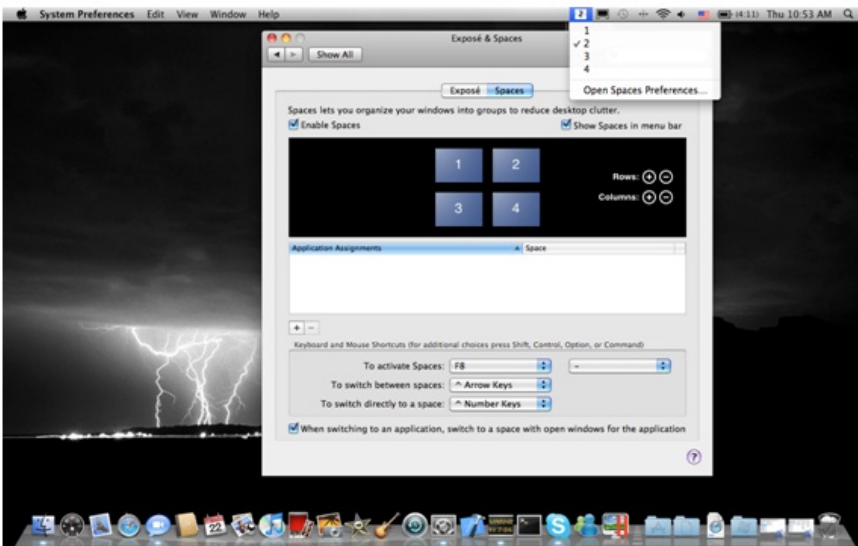 System Preferences Edit View Window Help
2 (4:11) Thu 10:53 AM
1
✓ 2
3
4
Open Spaces Preferences...
Exposé & Spaces
Show All
Exposé Spaces
Spaces lets you organize your windows into groups to reduce desktop clutter.
Enable Spaces Show Spaces in menu bar
1 2
Rows:
Columns:
3 4
Application Assignments Space
+ −
Keyboard and Mouse Shortcuts (for additional choices press Shift, Control, Option, or Command)
To activate Spaces: F8 –
To switch between spaces: ^ Arrow Keys
To switch directly to a space: ^ Number Keys
When switching to an application, switch to a space with open windows for the application
?
22